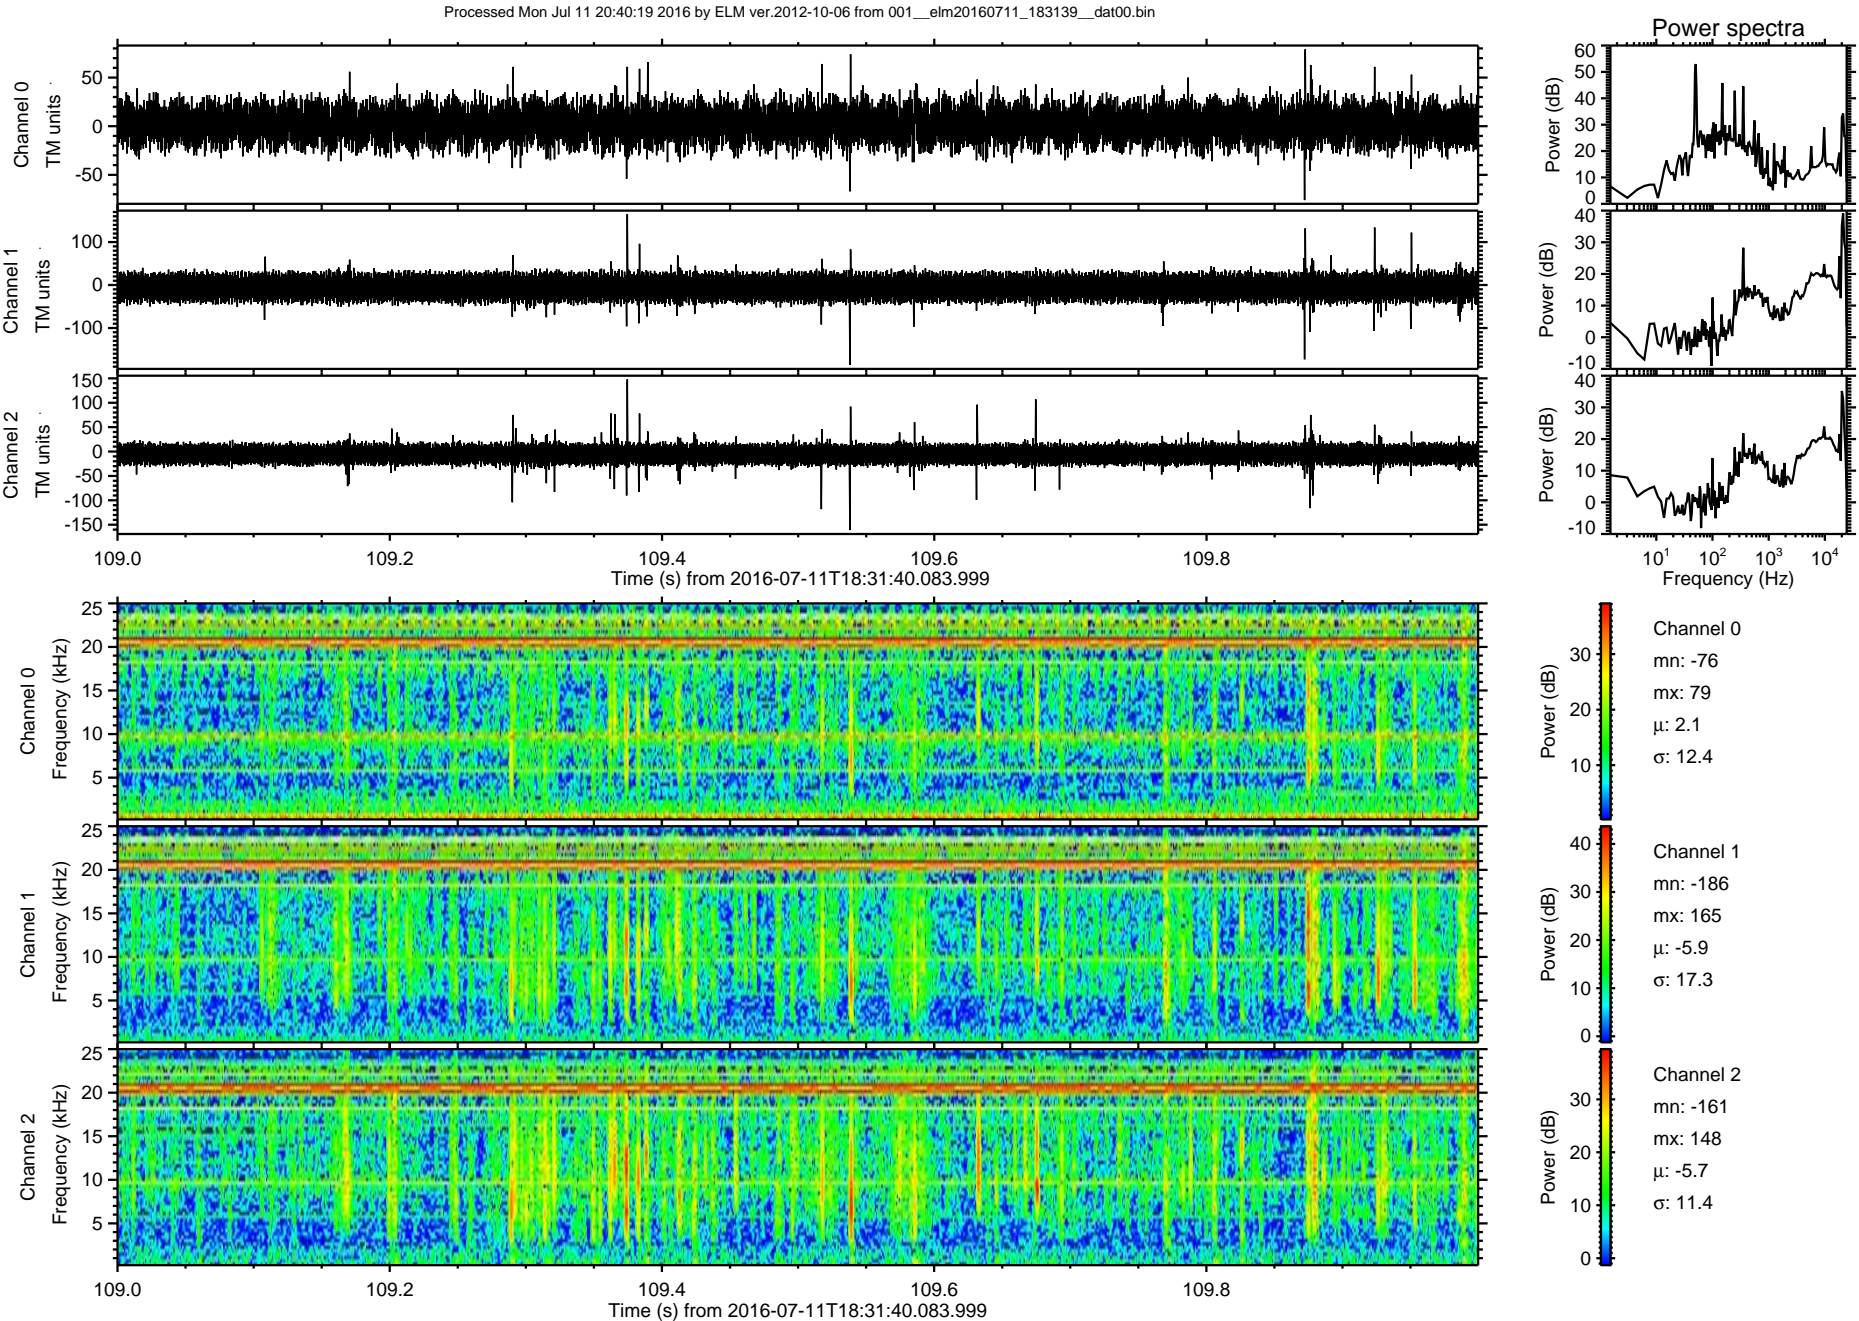 Processed Mon Jul 11 20:40:19 2016 by ELM ver.2012-10-06 from 001__elm20160711_183139__dat00.bin
Power spectra
Channel 0
TM units
50
0
-50
Power (dB)
60
50
40
30
20
10
0
Channel 1
TM units
100
0
-100
Power (dB)
40
30
20
10
0
-10
Channel 2
TM units
150
100
50
0
-50
-100
-150
Power (dB)
40
30
20
10
0
-10
109.0 109.2 109.4 109.6 109.8
Time (s) from 2016-07-11T18:31:40.083.999
10¹ 10² 10³ 10⁴
Frequency (Hz)
Channel 0
Frequency (kHz)
25
20
15
10
5
Power (dB)
30
20
10
Channel 0
mn: -76
mx: 79
μ: 2.1
σ: 12.4
Channel 1
Frequency (kHz)
25
20
15
10
5
Power (dB)
40
30
20
10
0
Channel 1
mn: -186
mx: 165
μ: -5.9
σ: 17.3
Channel 2
Frequency (kHz)
25
20
15
10
5
Power (dB)
30
20
10
0
Channel 2
mn: -161
mx: 148
μ: -5.7
σ: 11.4
109.0 109.2 109.4 109.6 109.8
Time (s) from 2016-07-11T18:31:40.083.999